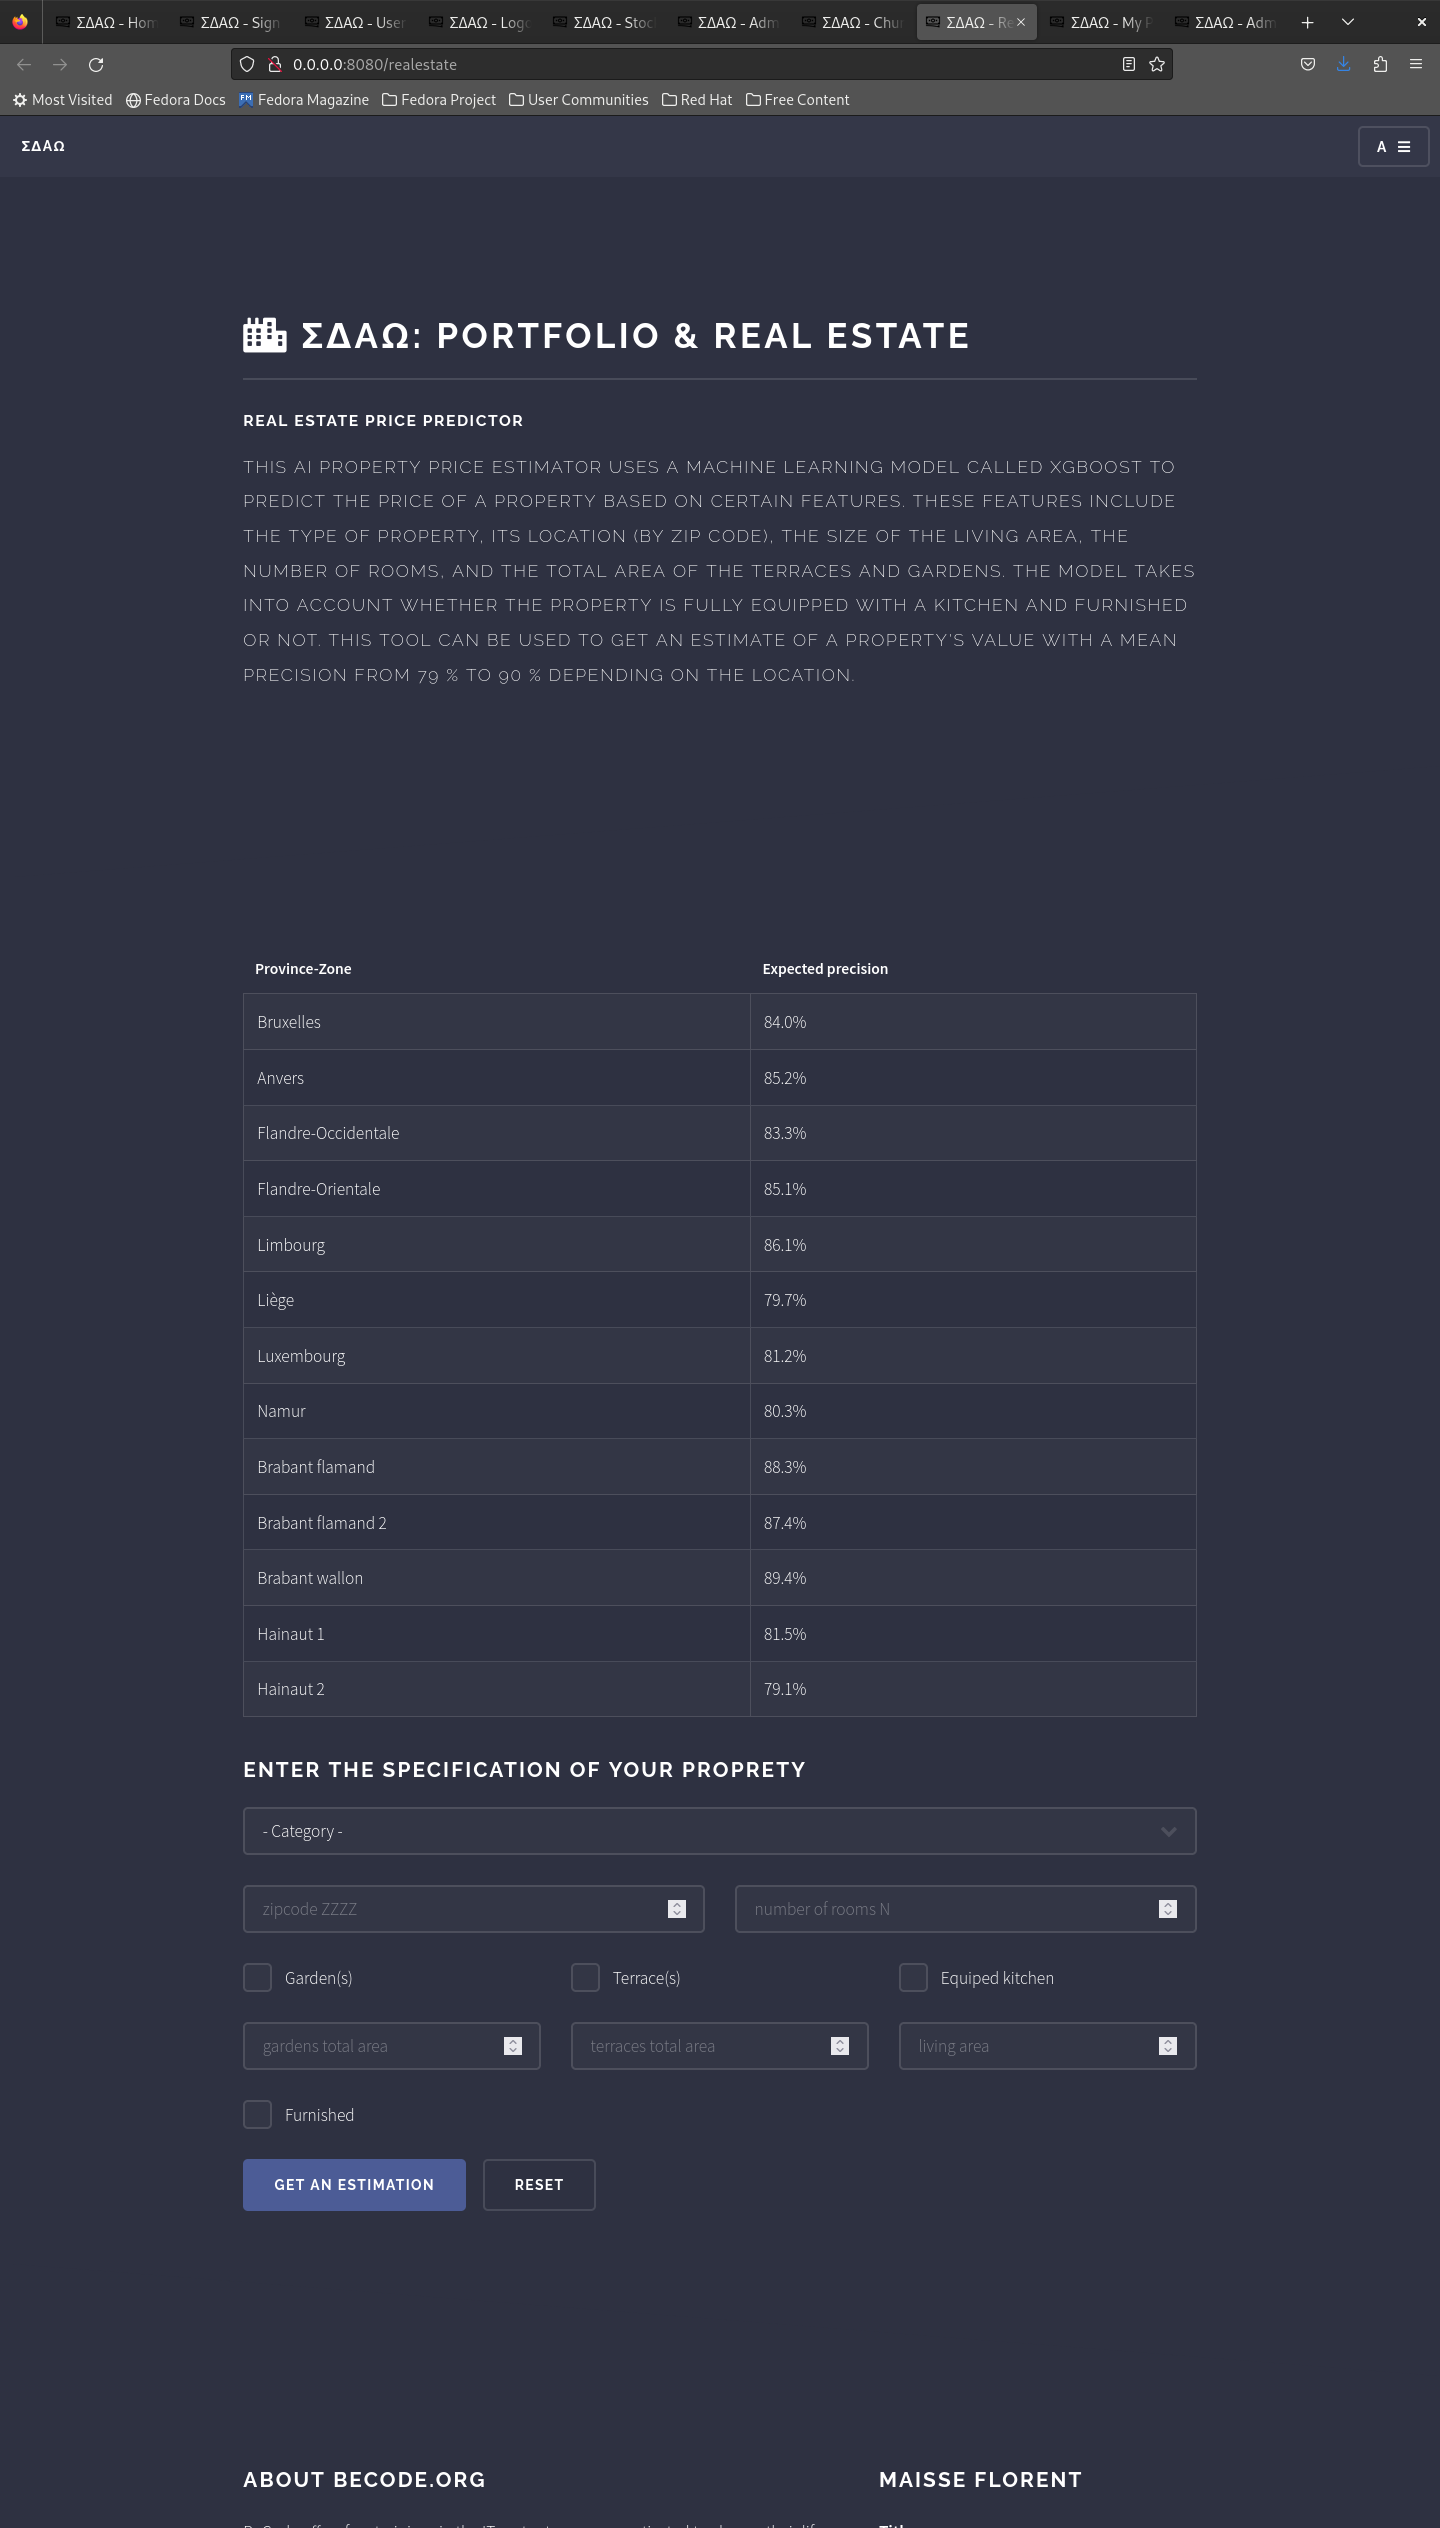 ΣΔΑΩ - Hom ΣΔΑΩ - Sign ΣΔΑΩ - User ΣΔΑΩ - Logo ΣΔΑΩ - Stoc ΣΔΑΩ - Adm ΣΔΑΩ - Chur ΣΔΑΩ - Re ΣΔΑΩ - My P ΣΔΑΩ - Adm
0.0.0.0:8080/realestate
Most Visited Fedora Docs Fedora Magazine Fedora Project User Communities Red Hat Free Content
ΣΔΑΩ A
ΣΔΑΩ: PORTFOLIO & REAL ESTATE
REAL ESTATE PRICE PREDICTOR
THIS AI PROPERTY PRICE ESTIMATOR USES A MACHINE LEARNING MODEL CALLED XGBOOST TO
PREDICT THE PRICE OF A PROPERTY BASED ON CERTAIN FEATURES. THESE FEATURES INCLUDE
THE TYPE OF PROPERTY, ITS LOCATION (BY ZIP CODE), THE SIZE OF THE LIVING AREA, THE
NUMBER OF ROOMS, AND THE TOTAL AREA OF THE TERRACES AND GARDENS. THE MODEL TAKES
INTO ACCOUNT WHETHER THE PROPERTY IS FULLY EQUIPPED WITH A KITCHEN AND FURNISHED
OR NOT. THIS TOOL CAN BE USED TO GET AN ESTIMATE OF A PROPERTY'S VALUE WITH A MEAN
PRECISION FROM 79 % TO 90 % DEPENDING ON THE LOCATION.
Province-Zone Expected precision
Bruxelles 84.0%
Anvers 85.2%
Flandre-Occidentale 83.3%
Flandre-Orientale 85.1%
Limbourg 86.1%
Liège 79.7%
Luxembourg 81.2%
Namur 80.3%
Brabant flamand 88.3%
Brabant flamand 2 87.4%
Brabant wallon 89.4%
Hainaut 1 81.5%
Hainaut 2 79.1%
ENTER THE SPECIFICATION OF YOUR PROPRETY
- Category -
zipcode ZZZZ number of rooms N
Garden(s) Terrace(s) Equiped kitchen
gardens total area terraces total area living area
Furnished
GET AN ESTIMATION RESET
ABOUT BECODE.ORG MAISSE FLORENT